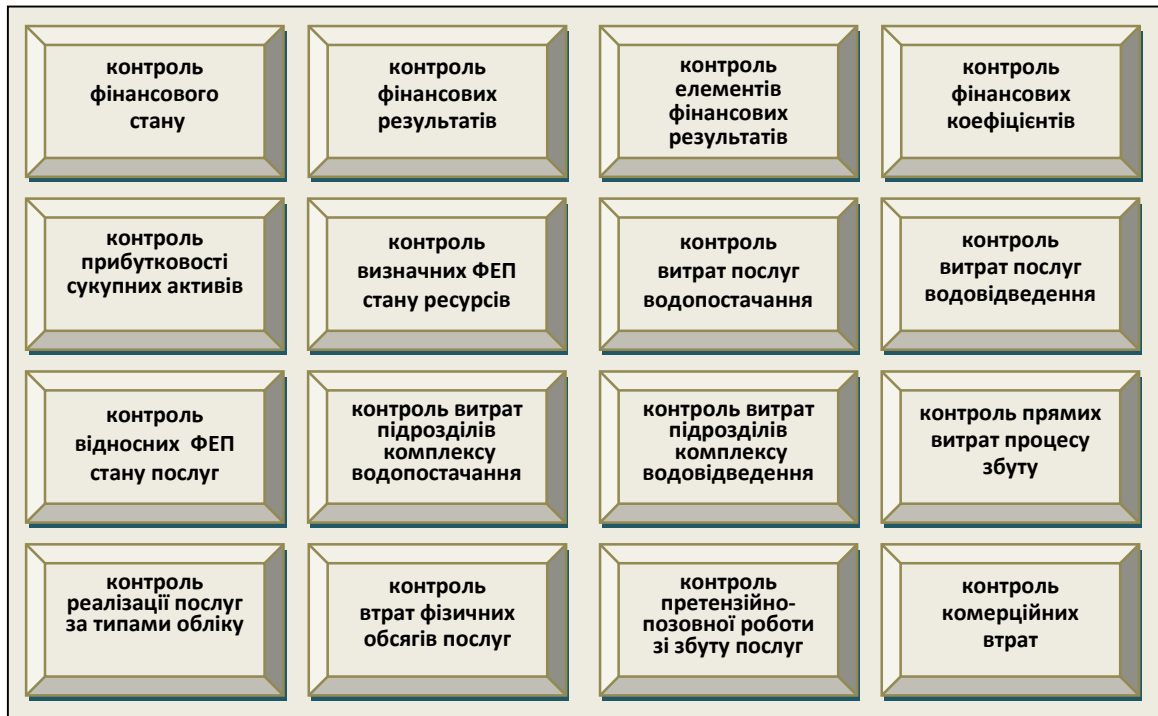 контроль
фінансового
стану
контроль
фінансових
результатів
контроль
елементів
фінансових
результатів
контроль
фінансових
коефіцієнтів
контроль
прибутковості
сукупних активів
контроль
визначних ФЕП
стану ресурсів
контроль
витрат послуг
водопостачання
контроль
витрат послуг
водовідведення
контроль
відносних ФЕП
стану послуг
контроль витрат
підрозділів
комплексу
водопостачання
контроль витрат
підрозділів
комплексу
водовідведення
контроль прямих
витрат процесу
збуту
контроль
реалізації послуг
за типами обліку
контроль
втрат фізичних
обсягів послуг
контроль
претензійно-
позовної роботи
зі збуту послуг
контроль
комерційних
втрат